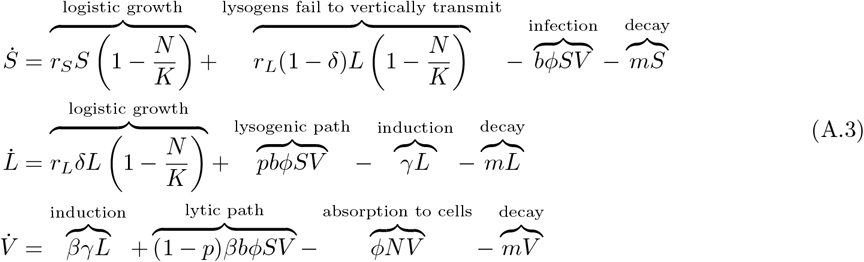 logistic growth lysogens fail to vertically transmit infection decay
Ṡ = r_S S (1 − N/K) + r_L(1 − δ)L (1 − N/K) − bϕSV − mS
logistic growth lysogenic path induction decay
L̇ = r_L δL (1 − N/K) + pbϕSV − γL − mL (A.3)
induction lytic path absorption to cells decay
V̇ = βγL + (1 − p)βbϕSV − ϕNV − mV